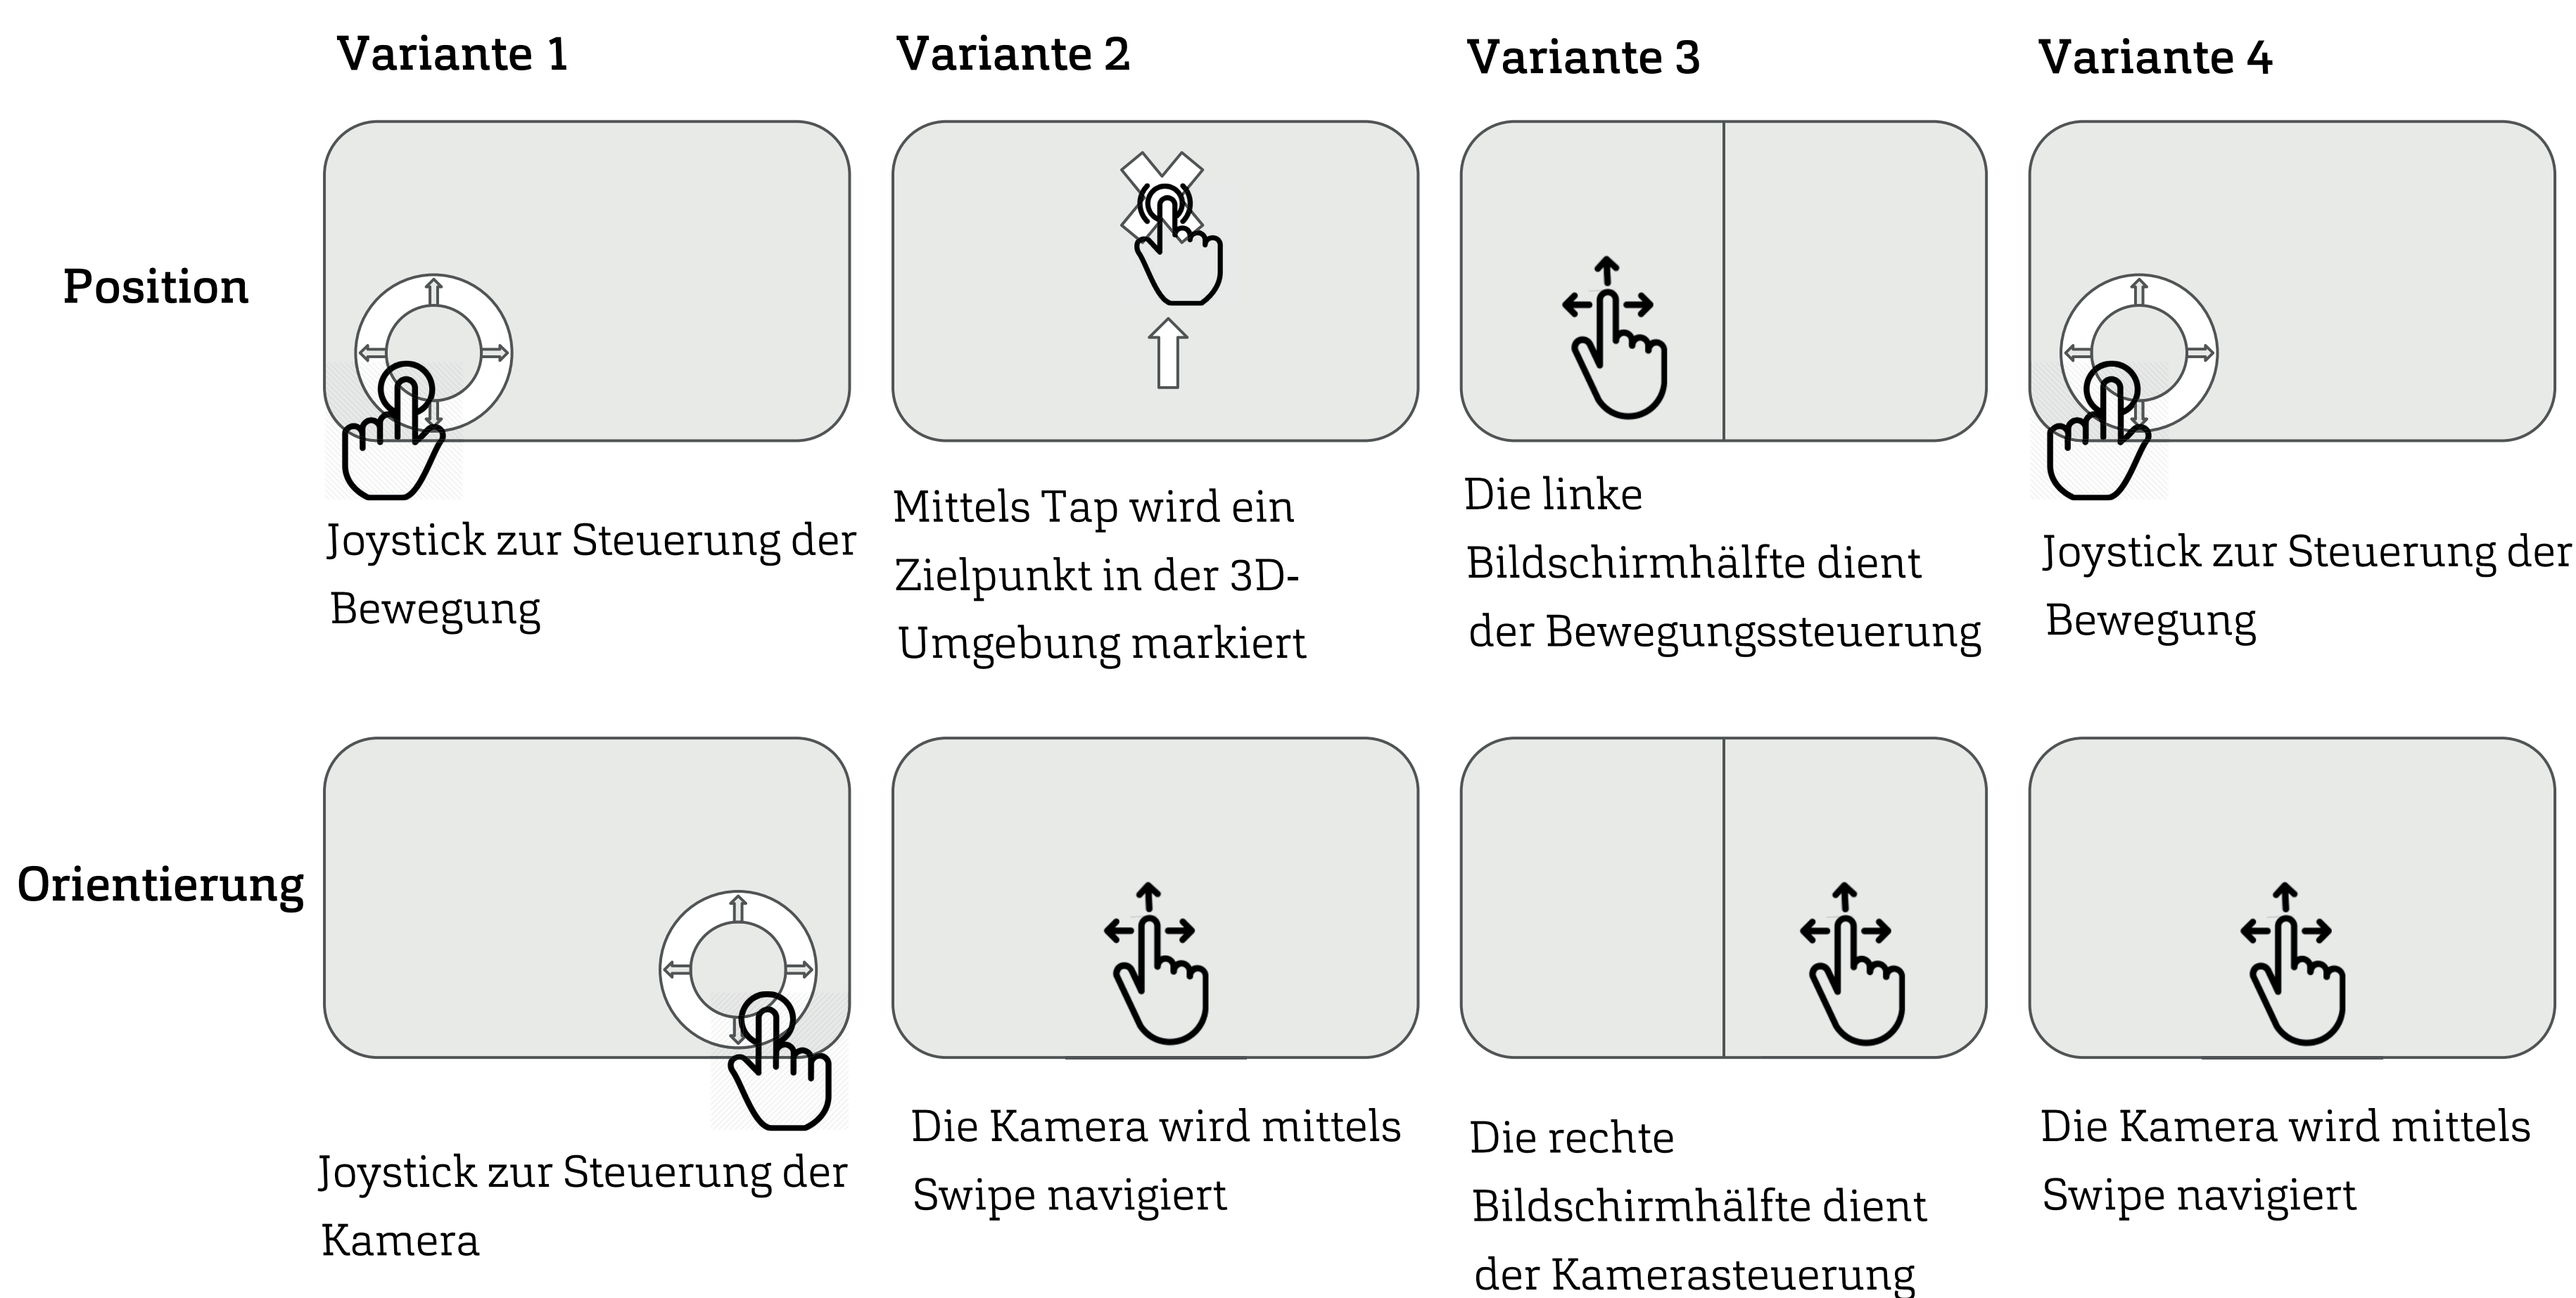 Variante 1
Variante 2
Variante 3
Variante 4
Position
Joystick zur Steuerung der
Bewegung
Mittels Tap wird ein
Zielpunkt in der 3D-
Umgebung markiert
Die linke
Bildschirmhälfte dient
der Bewegungssteuerung
Joystick zur Steuerung der
Bewegung
Orientierung
Joystick zur Steuerung der
Kamera
Die Kamera wird mittels
Swipe navigiert
Die rechte
Bildschirmhälfte dient
der Kamerasteuerung
Die Kamera wird mittels
Swipe navigiert